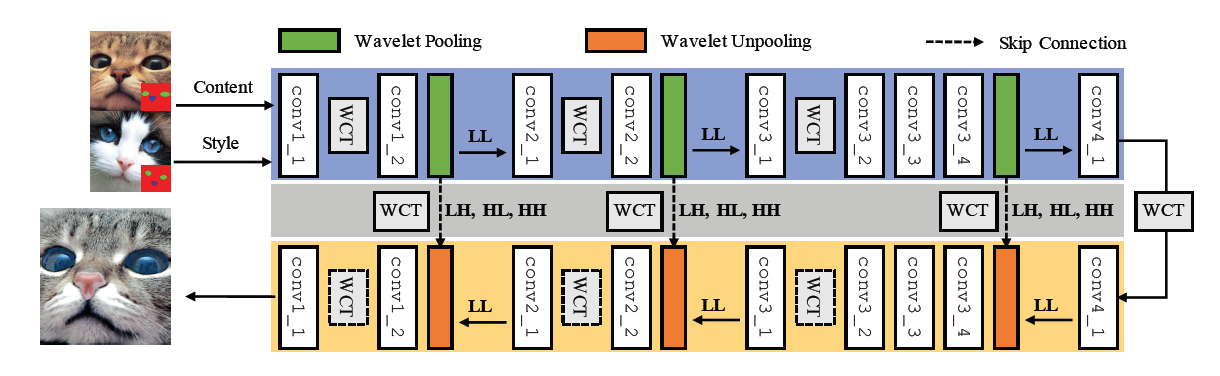 Wavelet Pooling
Wavelet Unpooling
Skip Connection
Content
Style
conv1_1
WCT
conv1_2
LL
conv2_1
WCT
conv2_2
LL
conv3_1
WCT
conv3_2
conv3_3
conv3_4
LL
conv4_1
WCT
LH, HL, HH
WCT
LH, HL, HH
WCT
LH, HL, HH
WCT
conv1_1
WCT
conv1_2
LL
conv2_1
WCT
conv2_2
LL
conv3_1
WCT
conv3_2
conv3_3
conv3_4
LL
conv4_1